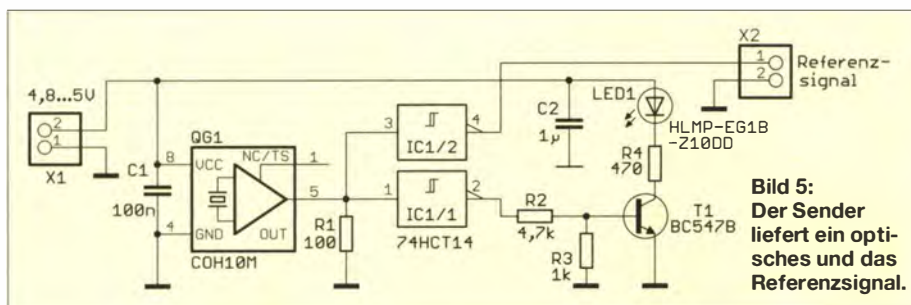 4,8...5V
2
1
X1
C1
100n
QG1
8
VCC
NC/TS
1
5
4
GND
OUT
COH10M
R1
100
3
4
IC1/2
1
2
IC1/1
74HCT14
R2
4,7k
R3
1k
C2
1µ
LED1
HLMP-EG1B
-Z10DD
R4
470
T1
BC547B
X2
1
2
Referenz-
signal
Bild 5:
Der Sender
liefert ein opti-
sches und das
Referenzsignal.